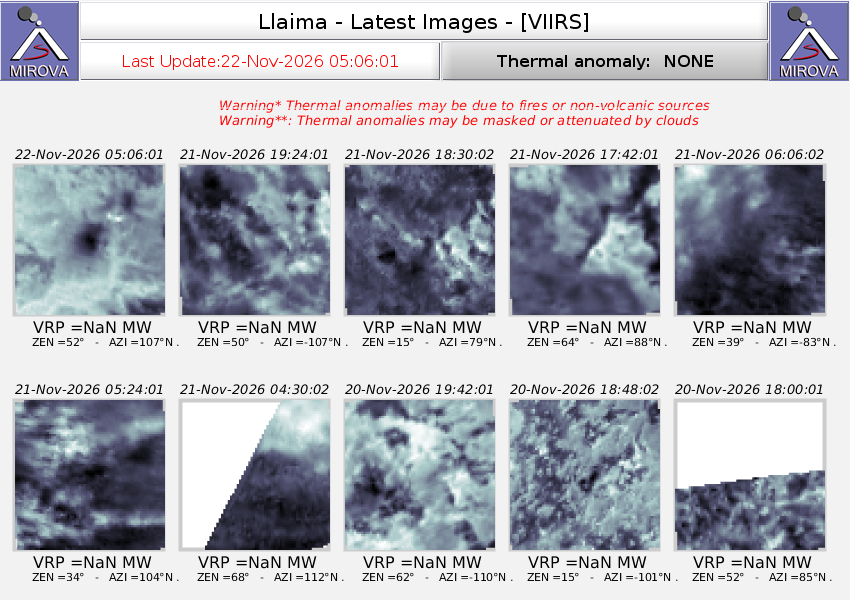 MIROVA
Llaima - Latest Images - [VIIRS]
MIROVA
Last Update:22-Nov-2026 05:06:01
Thermal anomaly: NONE
Warning* Thermal anomalies may be due to fires or non-volcanic sources
Warning**: Thermal anomalies may be masked or attenuated by clouds
22-Nov-2026 05:06:01 21-Nov-2026 19:24:01 21-Nov-2026 18:30:02 21-Nov-2026 17:42:01 21-Nov-2026 06:06:02
VRP =NaN MW VRP =NaN MW VRP =NaN MW VRP =NaN MW VRP =NaN MW
ZEN =52° - AZI =107°N . ZEN =50° - AZI =-107°N . ZEN =15° - AZI =79°N . ZEN =64° - AZI =88°N . ZEN =39° - AZI =-83°N .
21-Nov-2026 05:24:01 21-Nov-2026 04:30:02 20-Nov-2026 19:42:01 20-Nov-2026 18:48:02 20-Nov-2026 18:00:01
VRP =NaN MW VRP =NaN MW VRP =NaN MW VRP =NaN MW VRP =NaN MW
ZEN =34° - AZI =104°N . ZEN =68° - AZI =112°N . ZEN =62° - AZI =-110°N . ZEN =15° - AZI =-101°N . ZEN =52° - AZI =85°N .